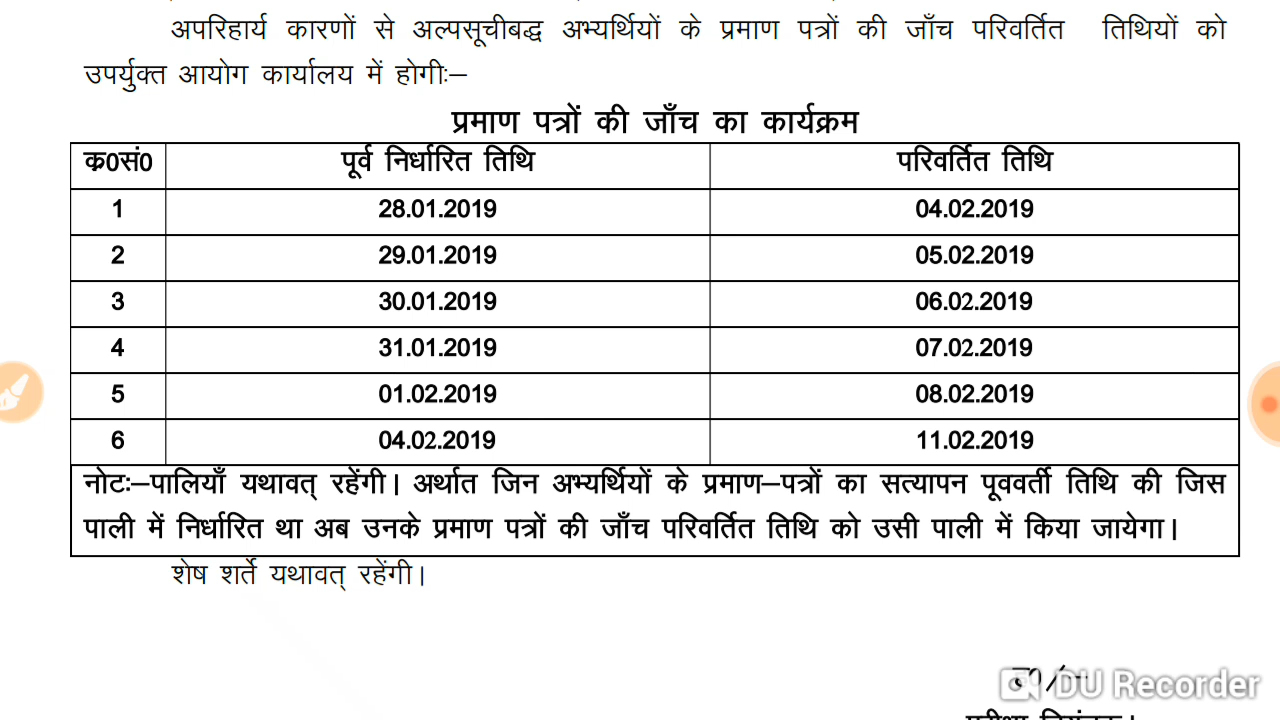 अपरिहार्य कारणों से अल्पसूचीबद्ध अभ्यर्थियों के प्रमाण पत्रों की जाँच परिवर्तित तिथियों को
उपर्युक्त आयोग कार्यालय में होगीः–
प्रमाण पत्रों की जाँच का कार्यक्रम
क्र0सं0 पूर्व निर्धारित तिथि परिवर्तित तिथि
1 28.01.2019 04.02.2019
2 29.01.2019 05.02.2019
3 30.01.2019 06.02.2019
4 31.01.2019 07.02.2019
5 01.02.2019 08.02.2019
6 04.02.2019 11.02.2019
नोटः–पालियाँ यथावत् रहेंगी। अर्थात जिन अभ्यर्थियों के प्रमाण–पत्रों का सत्यापन पूववर्ती तिथि की जिस
पाली में निर्धारित था अब उनके प्रमाण पत्रों की जाँच परिवर्तित तिथि को उसी पाली में किया जायेगा।
शेष शर्ते यथावत् रहेंगी।
ह0/–
DU Recorder